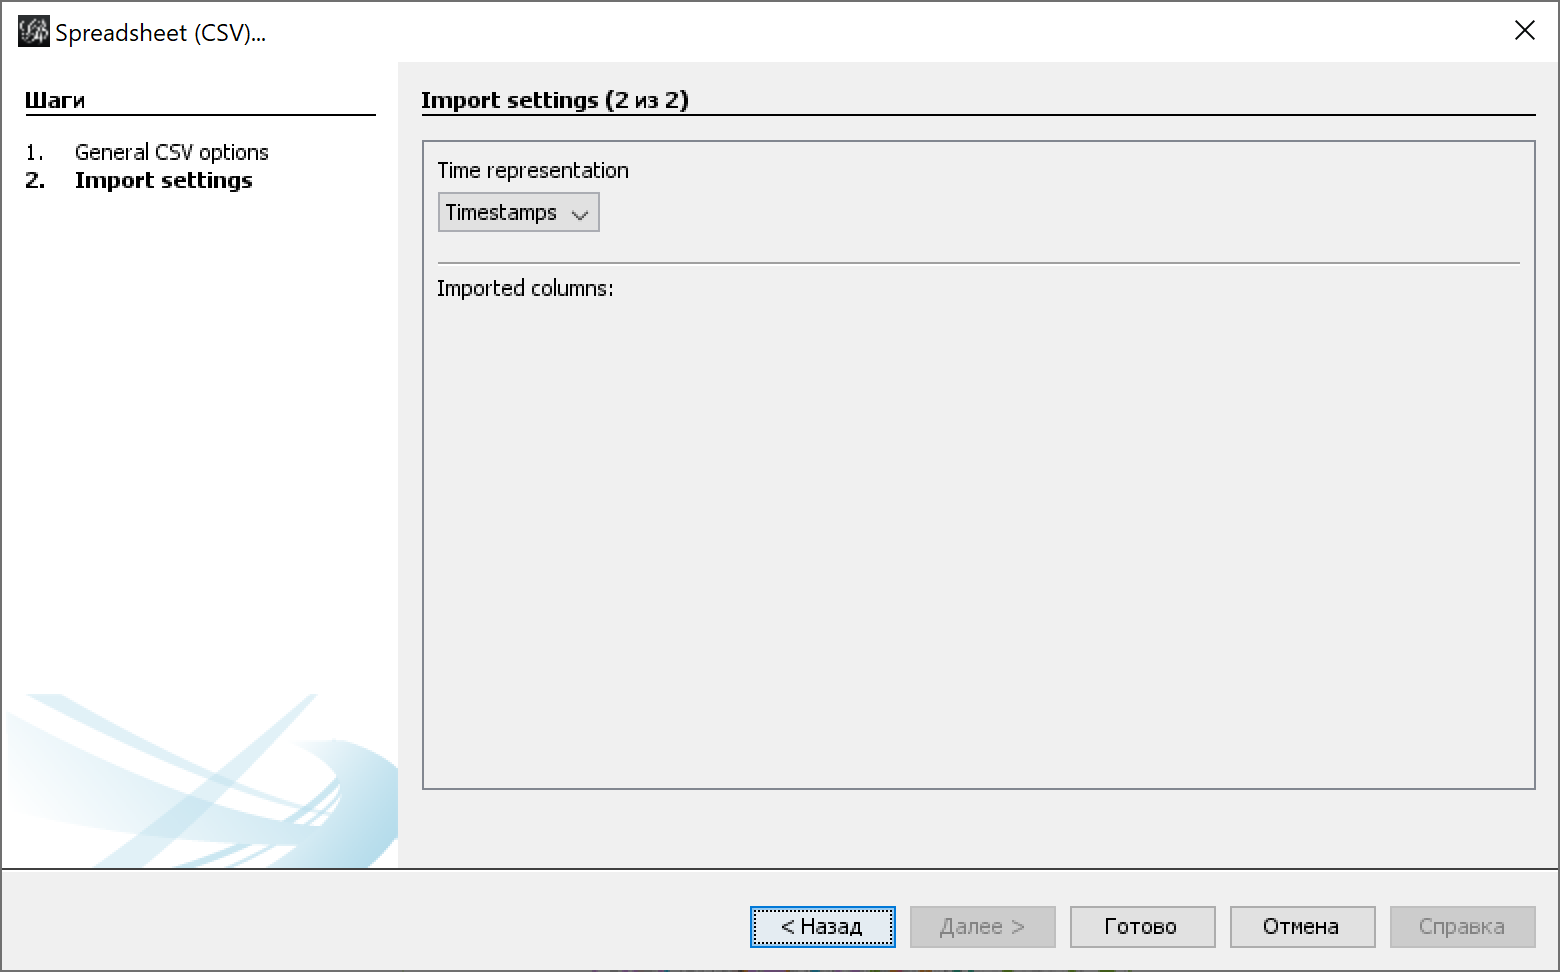 Spreadsheet (CSV)...
Шаги
1. General CSV options
2. Import settings
Import settings (2 из 2)
Time representation
Timestamps
Imported columns:
< Назад
Далее >
Готово
Отмена
Справка